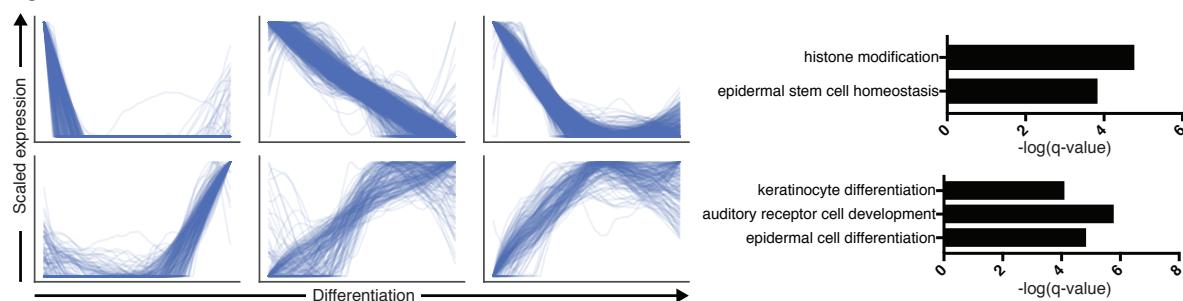 Scaled expression
Differentiation
histone modification
epidermal stem cell homeostasis
0 2 4 6
-log(q-value)
keratinocyte differentiation
auditory receptor cell development
epidermal cell differentiation
0 2 4 6 8
-log(q-value)